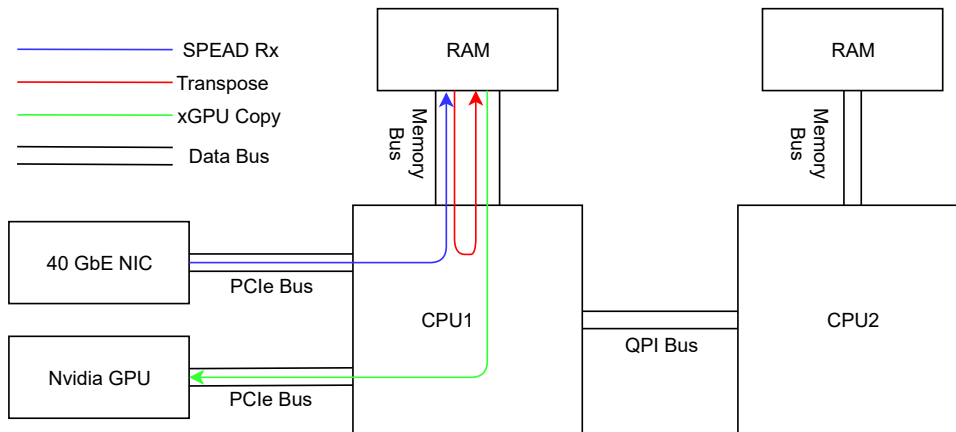 SPEAD Rx
Transpose
xGPU Copy
Data Bus
RAM
Memory
Bus
RAM
Memory
Bus
40 GbE NIC
PCIe Bus
CPU1
QPI Bus
CPU2
Nvidia GPU
PCIe Bus